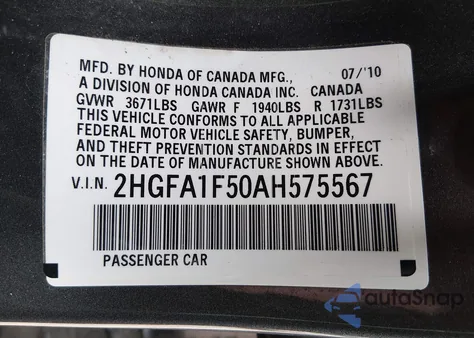 MFD. BY HONDA OF CANADA MFG., 07/'10
A DIVISION OF HONDA CANADA INC. CANADA
GVWR 3671LBS GAWR F 1940LBS R 1731LBS
THIS VEHICLE CONFORMS TO ALL APPLICABLE
FEDERAL MOTOR VEHICLE SAFETY, BUMPER,
AND THEFT PREVENTION STANDARDS IN EFFECT
ON THE DATE OF MANUFACTURE SHOWN ABOVE.
V.I.N. 2HGFA1F50AH575567
PASSENGER CAR
autoSnap